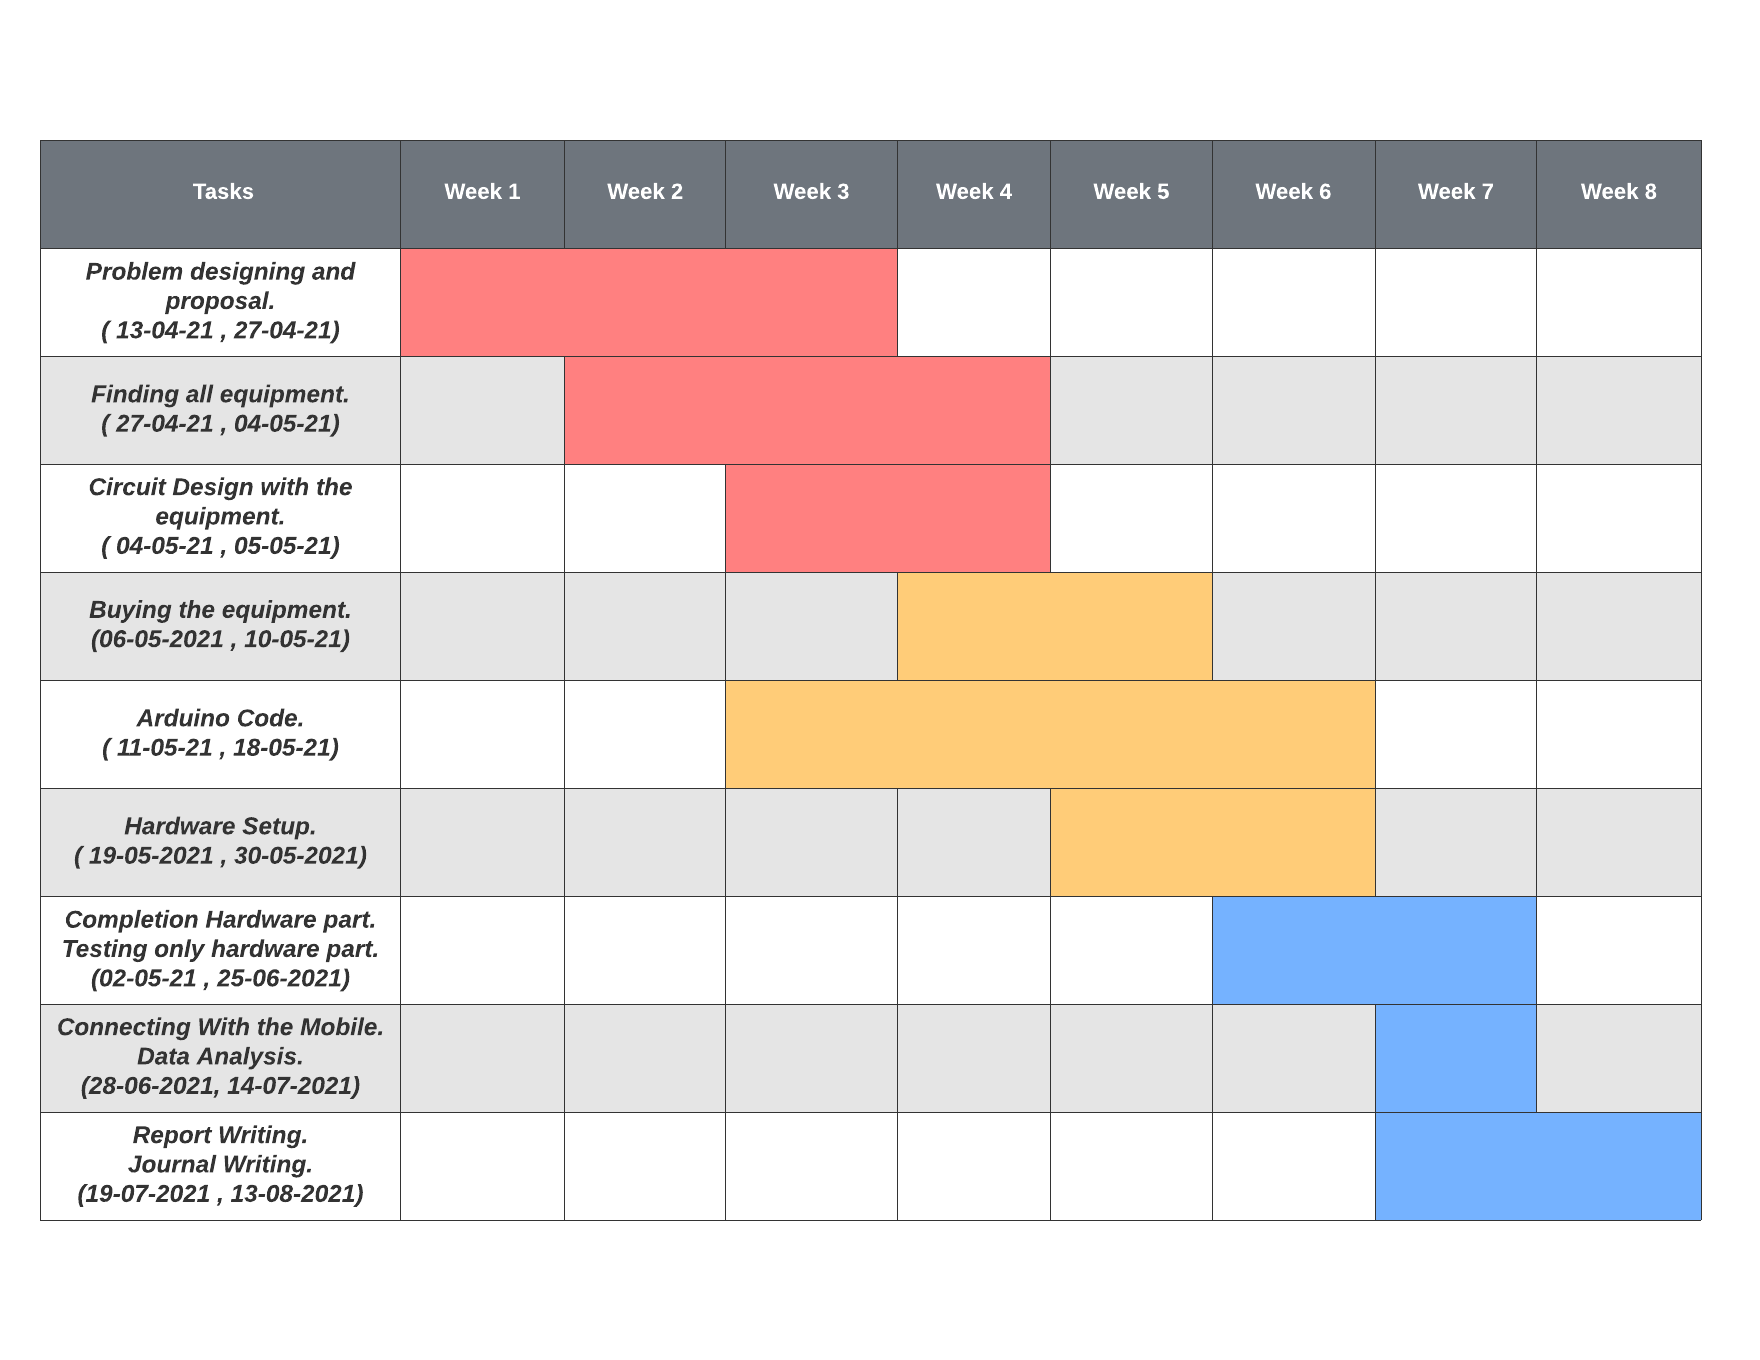 Tasks
Week 1
Week 2
Week 3
Week 4
Week 5
Week 6
Week 7
Week 8
Problem designing and
proposal.
( 13-04-21 , 27-04-21)
Finding all equipment.
( 27-04-21 , 04-05-21)
Circuit Design with the
equipment.
( 04-05-21 , 05-05-21)
Buying the equipment.
(06-05-2021 , 10-05-21)
Arduino Code.
( 11-05-21 , 18-05-21)
Hardware Setup.
( 19-05-2021 , 30-05-2021)
Completion Hardware part.
Testing only hardware part.
(02-05-21 , 25-06-2021)
Connecting With the Mobile.
Data Analysis.
(28-06-2021, 14-07-2021)
Report Writing.
Journal Writing.
(19-07-2021 , 13-08-2021)